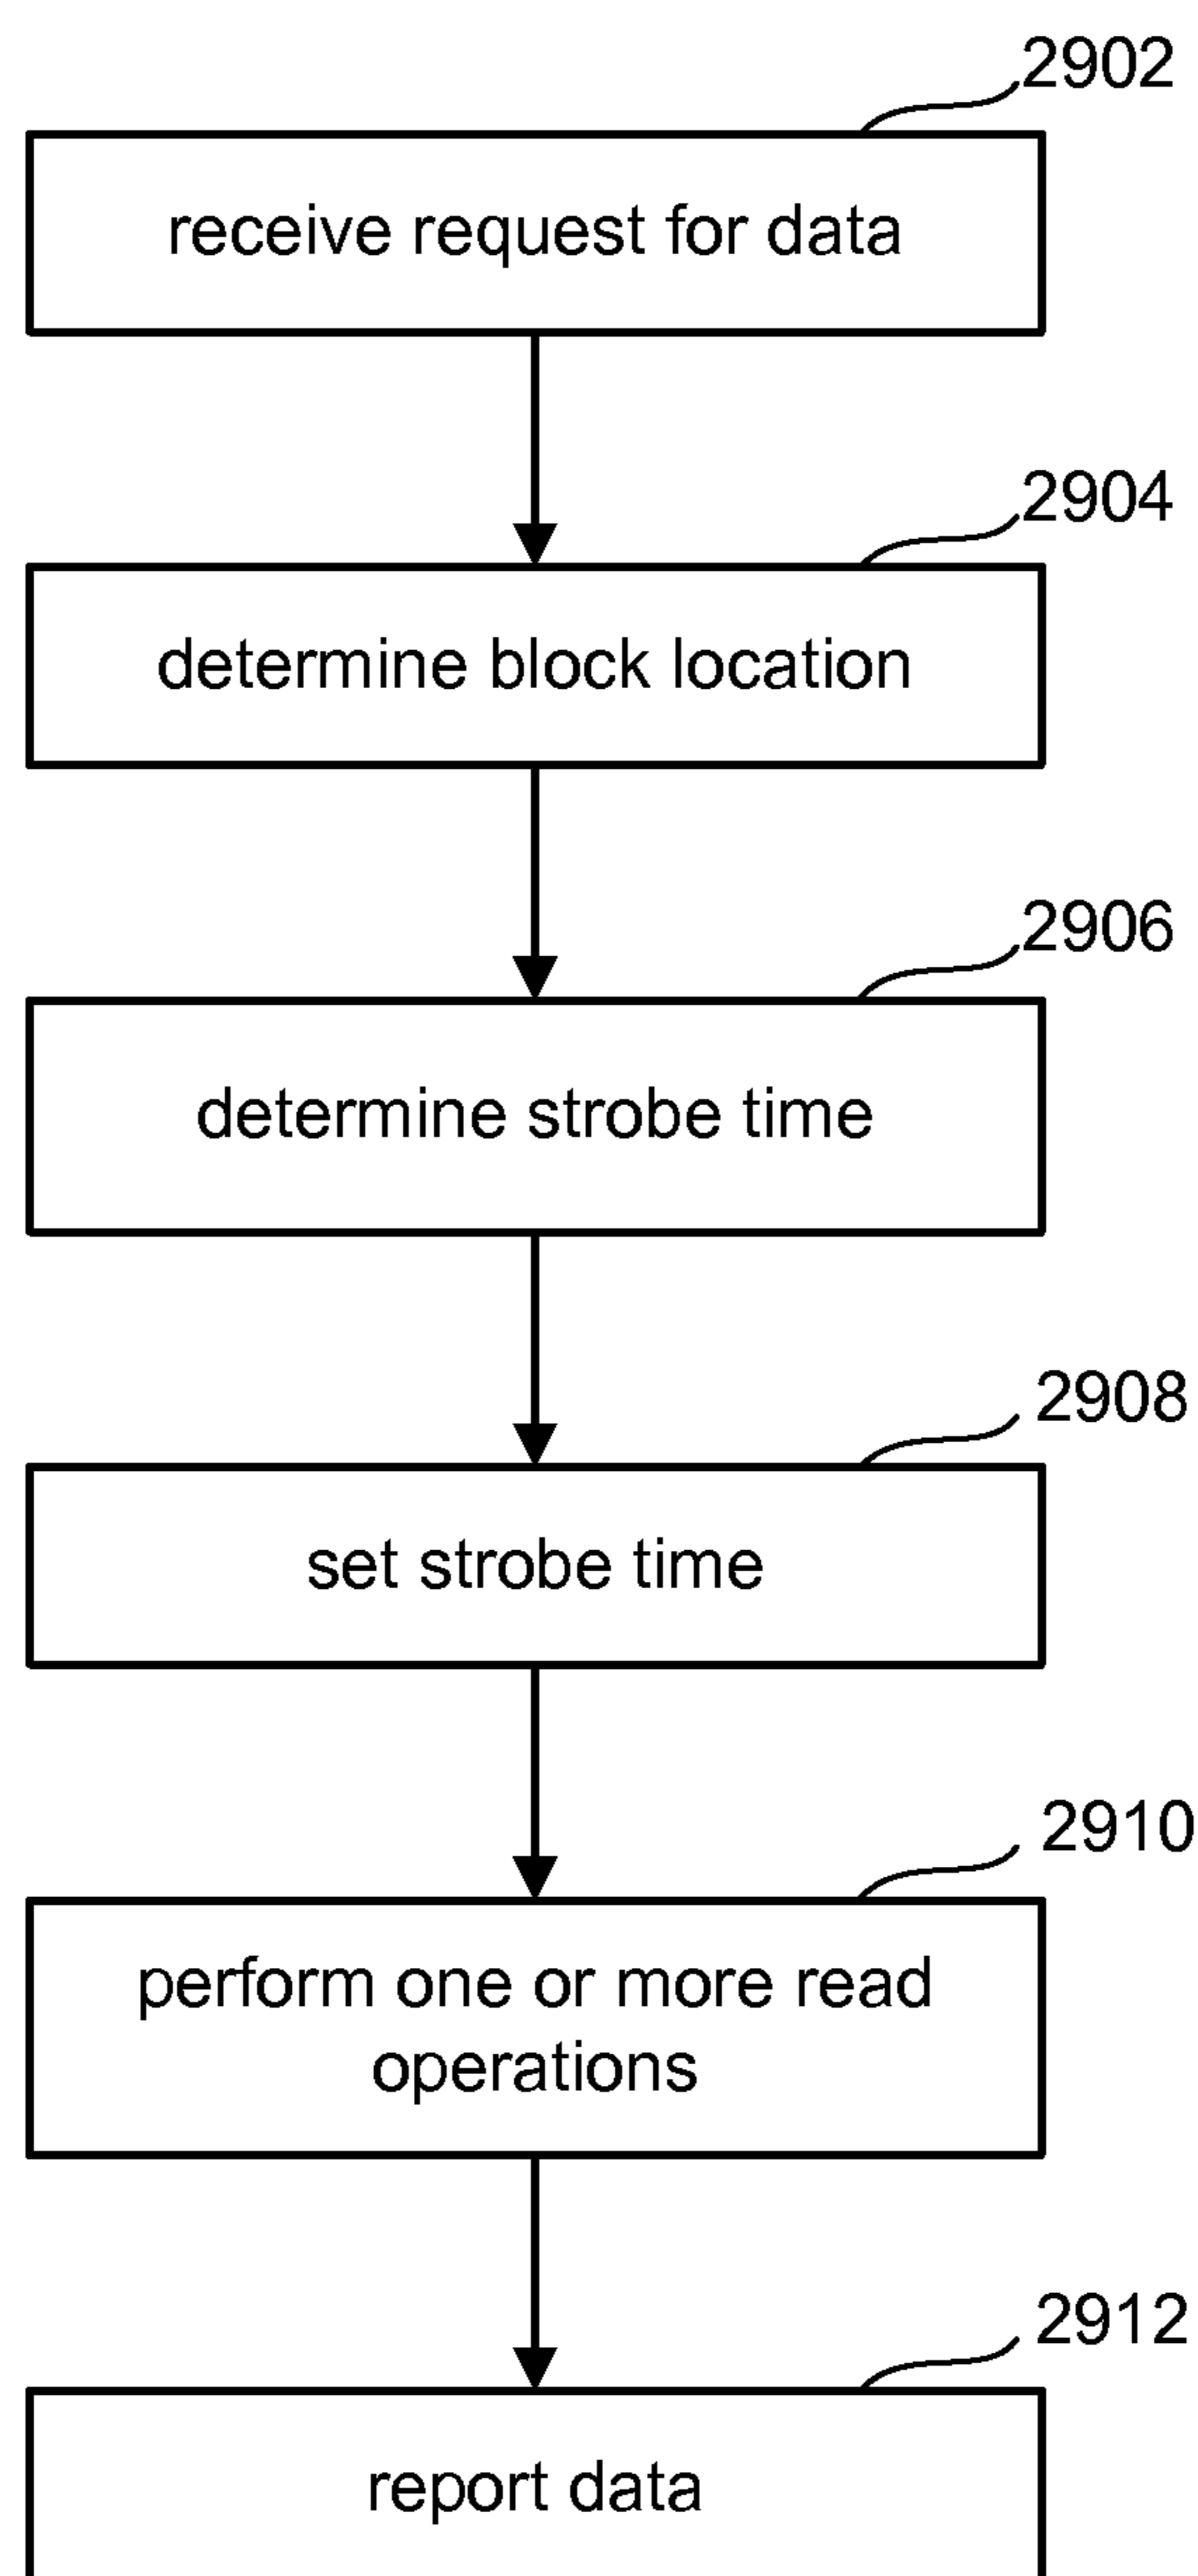 2902
receive request for data
2904
determine block location
2906
determine strobe time
2908
set strobe time
2910
perform one or more read
operations
2912
report data